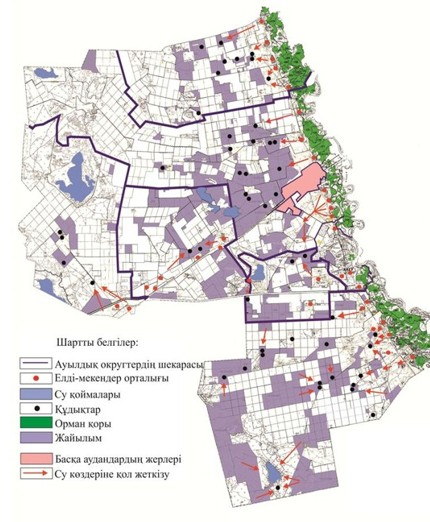 Шартты белгілер:
Ауылдық округтердің шекарасы
Елді-мекендер орталығы
Су қоймалары
Құдықтар
Орман қоры
Жайылым
Басқа аудандардың жерлері
Су көздеріне қол жеткізу